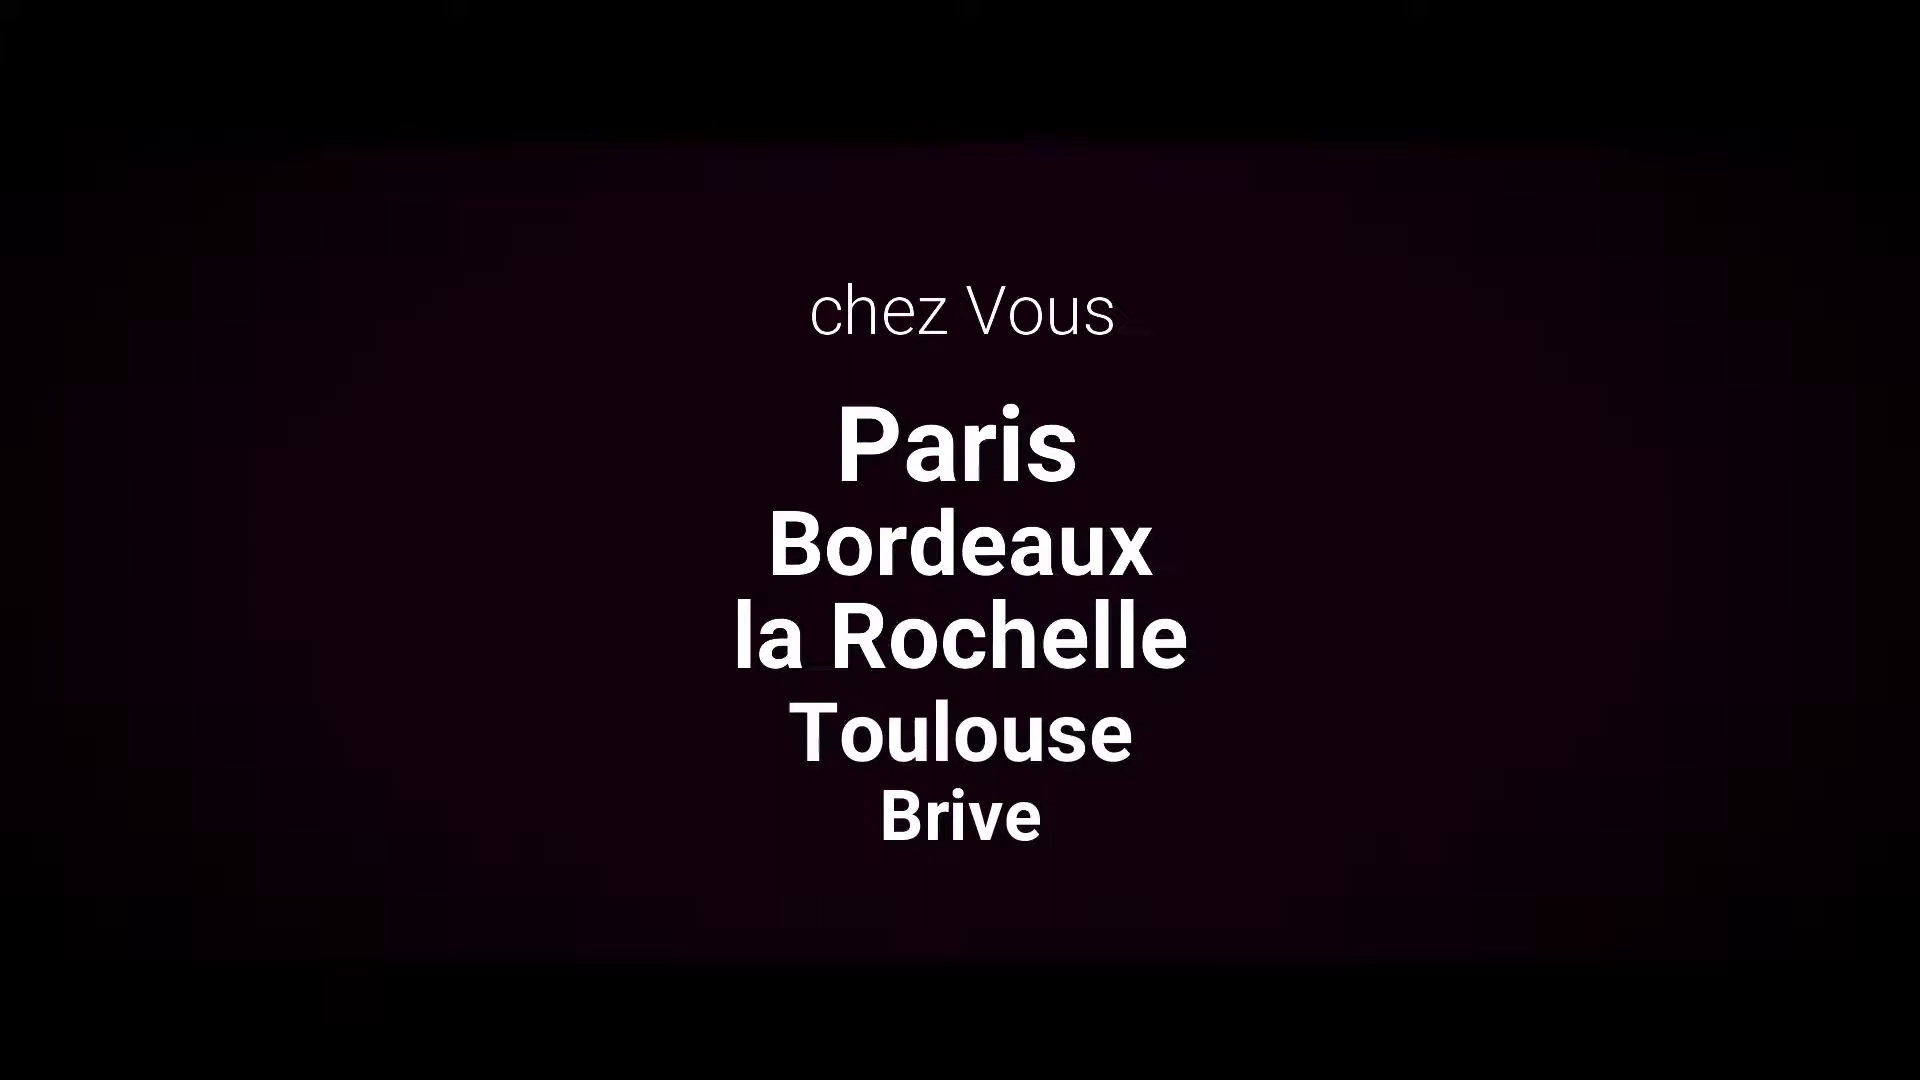 chez Vous
Paris
Bordeaux
la Rochelle
Toulouse
Brive